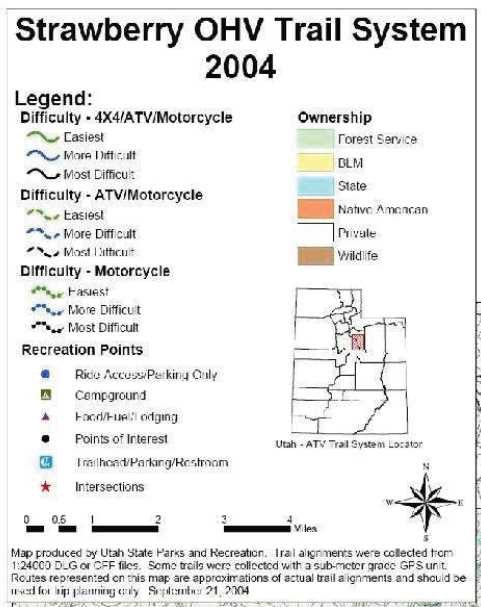 Strawberry OHV Trail System
2004
Legend:
Difficulty - 4X4/ATV/Motorcycle
Easiest
More Difficult
Most Difficult
Difficulty - ATV/Motorcycle
Easiest
More Difficult
Most Difficult
Difficulty - Motorcycle
Easiest
More Difficult
Most Difficult
Recreation Points
Ride Access/Parking Only
Campground
Food/Fuel/Lodging
Points of Interest
Trailhead/Parking/Restroom
Intersections
Ownership
Forest Service
BLM
State
Native American
Private
Wildlife
Utah - ATV Trail System Locator
N
W E
S
0 0.5 1 2 3 4
Miles
Map produced by Utah State Parks and Recreation. Trail alignments were collected from
1:24000 DLG or CFF files. Some trails were collected with a sub-meter grade GPS unit.
Routes represented on this map are approximations of actual trail alignments and should be
used for trip planning only. September 21, 2004